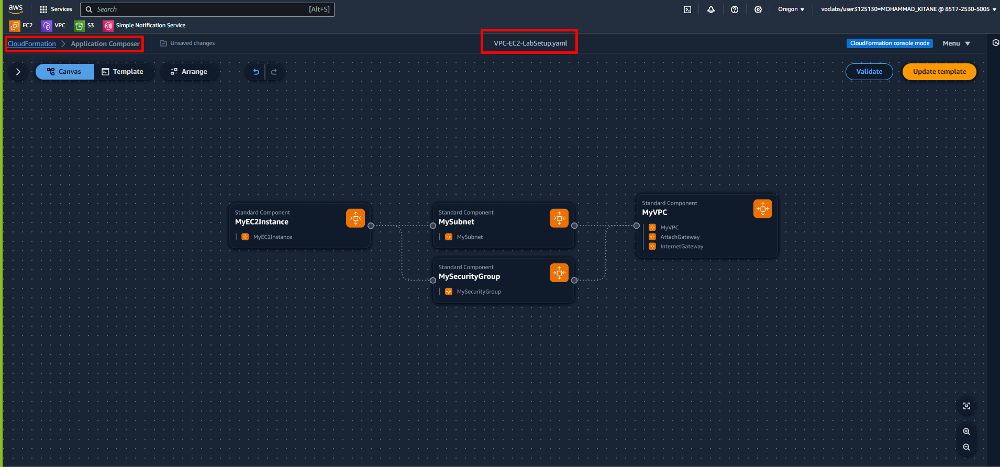 aws Services Search [Alt+S] Oregon voclabs/user3125130=MOHAMMAD_KITANE @ 8517-2530-5005
EC2 VPC S3 Simple Notification Service
CloudFormation Application Composer Unsaved changes VPC-EC2-LabSetup.yaml CloudFormation console mode Menu
Canvas Template Arrange Validate Update template
Standard Component
MyEC2Instance
MyEC2Instance
Standard Component
MySubnet
MySubnet
Standard Component
MySecurityGroup
MySecurityGroup
Standard Component
MyVPC
MyVPC
AttachGateway
InternetGateway